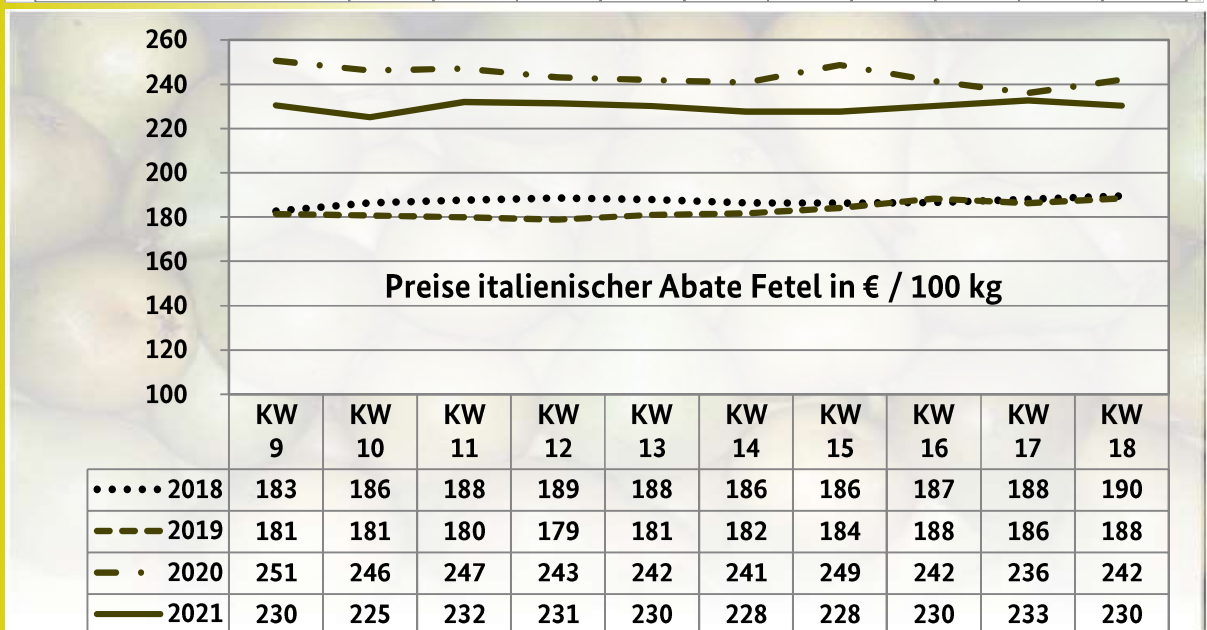 260
240
220
200
180
160
140
120
100
Preise italienischer Abate Fetel in € / 100 kg
KW 9 KW 10 KW 11 KW 12 KW 13 KW 14 KW 15 KW 16 KW 17 KW 18
2018 183 186 188 189 188 186 186 187 188 190
2019 181 181 180 179 181 182 184 188 186 188
2020 251 246 247 243 242 241 249 242 236 242
2021 230 225 232 231 230 228 228 230 233 230